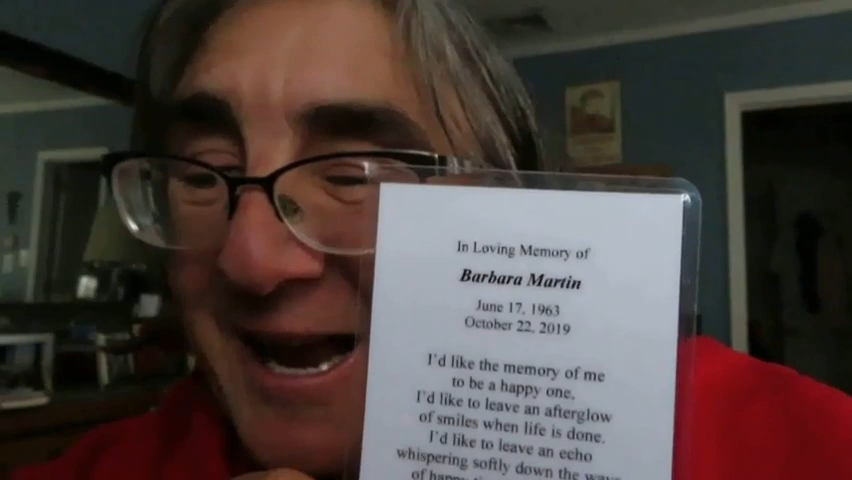 In Loving Memory of
Barbara Martin
June 17, 1963
October 22, 2019
I'd like the memory of me
to be a happy one,
I'd like to leave an afterglow
of smiles when life is done.
I'd like to leave an echo
whispering softly down the ways
of